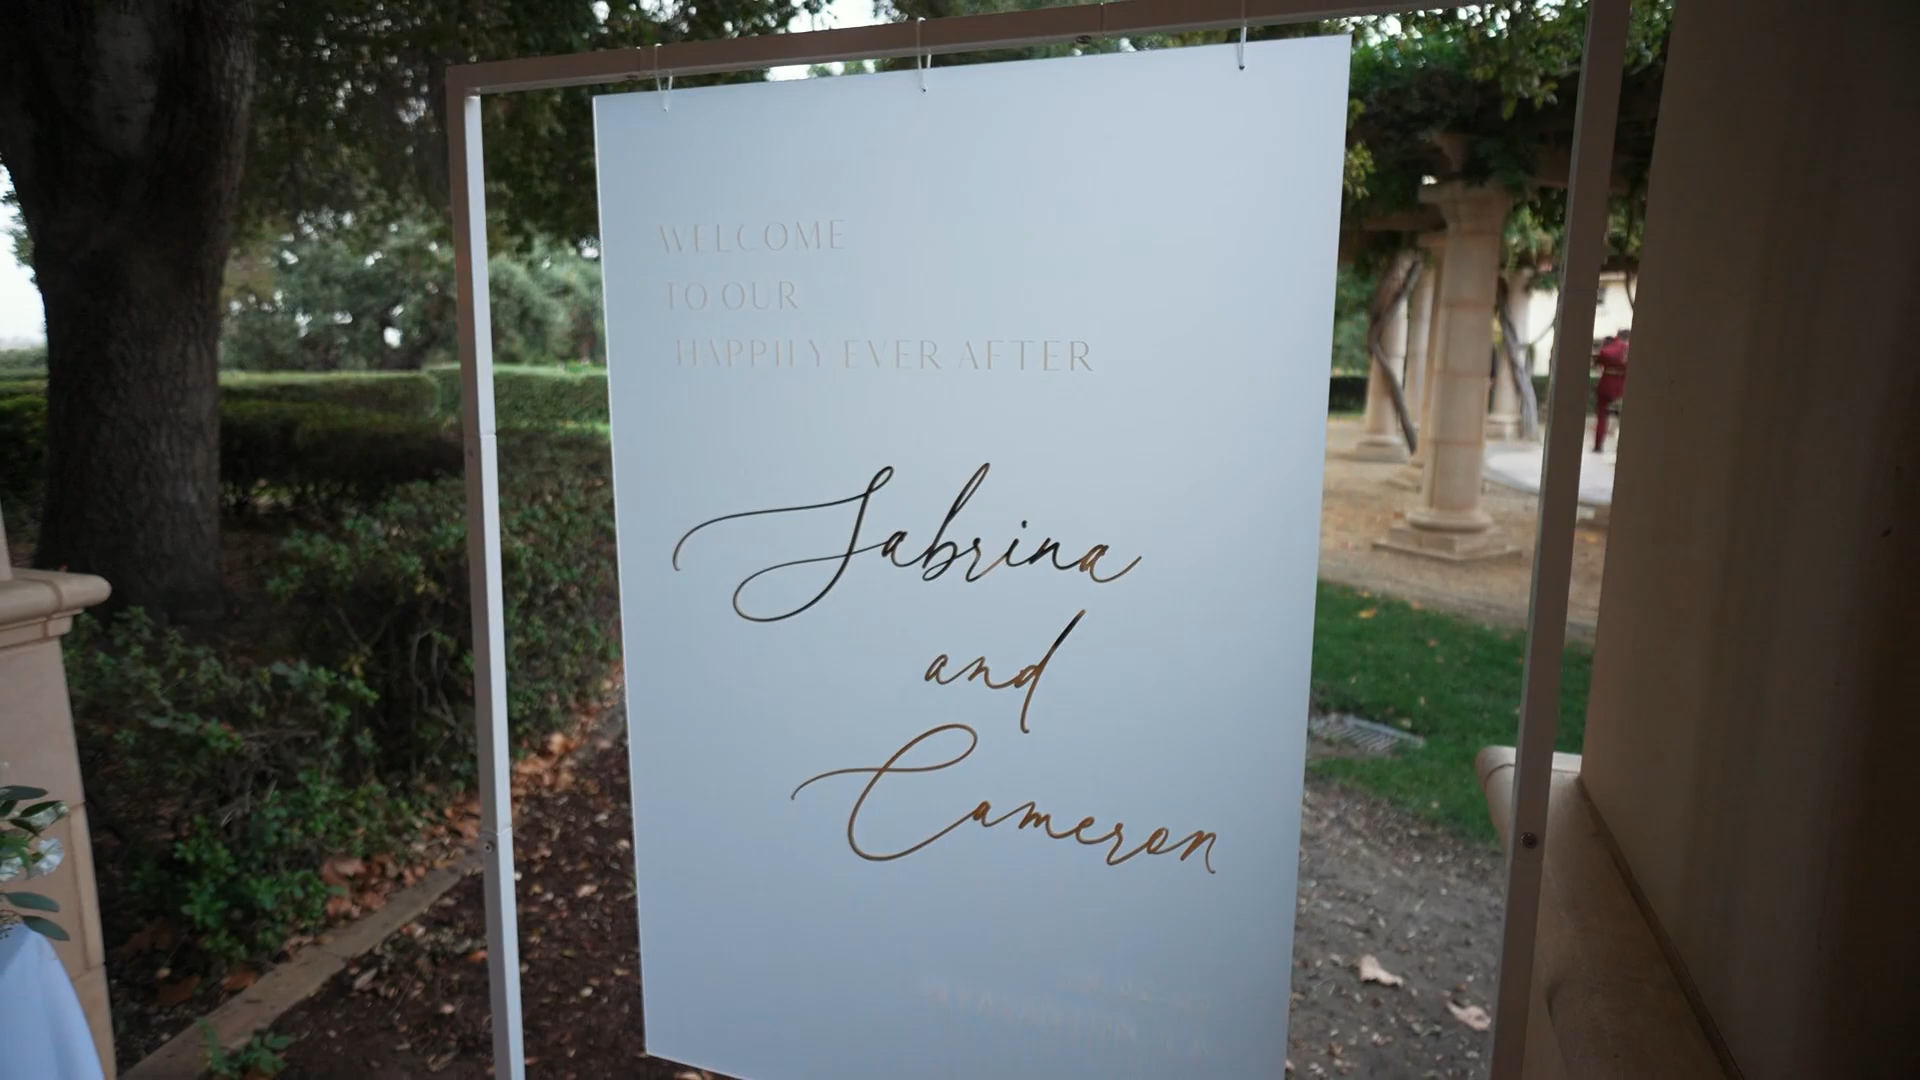 WELCOME
TO OUR
HAPPILY EVER AFTER
Sabrina
and
Cameron